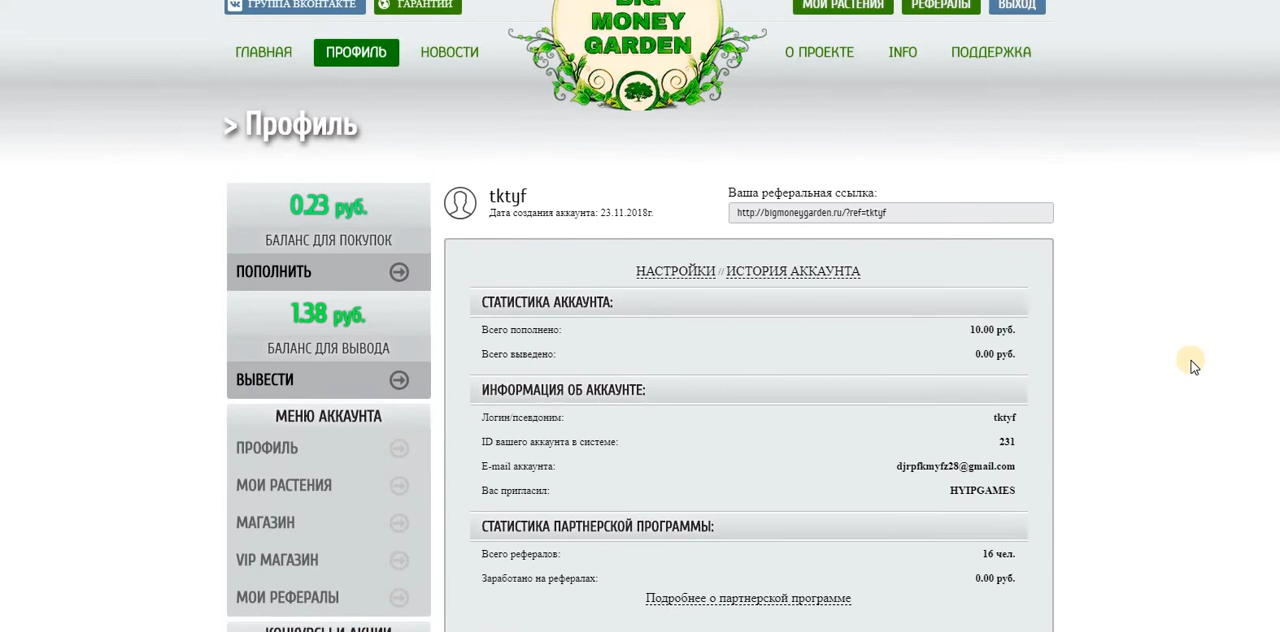 ГРУППА ВКОНТАКТЕ
ГАРАНТИИ
BIG
MONEY
GARDEN
МОИ РАСТЕНИЯ
РЕФЕРАЛЫ
ВЫХОД
ГЛАВНАЯ
ПРОФИЛЬ
НОВОСТИ
О ПРОЕКТЕ
INFO
ПОДДЕРЖКА
> Профиль
0.23 руб.
БАЛАНС ДЛЯ ПОКУПОК
ПОПОЛНИТЬ
1.38 руб.
БАЛАНС ДЛЯ ВЫВОДА
ВЫВЕСТИ
МЕНЮ АККАУНТА
ПРОФИЛЬ
МОИ РАСТЕНИЯ
МАГАЗИН
VIP МАГАЗИН
МОИ РЕФЕРАЛЫ
КОНКУРСЫ И АКЦИИ
tktyf
Дата создания аккаунта: 23.11.2018г.
Ваша реферальная ссылка:
http://bigmoneygarden.ru/?ref=tktyf
НАСТРОЙКИ // ИСТОРИЯ АККАУНТА
СТАТИСТИКА АККАУНТА:
Всего пополнено: 10.00 руб.
Всего выведено: 0.00 руб.
ИНФОРМАЦИЯ ОБ АККАУНТЕ:
Логин/псевдоним: tktyf
ID вашего аккаунта в системе: 231
E-mail аккаунта: djrpfkmyfz28@gmail.com
Вас пригласил: HYIPGAMES
СТАТИСТИКА ПАРТНЕРСКОЙ ПРОГРАММЫ:
Всего рефералов: 16 чел.
Заработано на рефералах: 0.00 руб.
Подробнее о партнерской программе